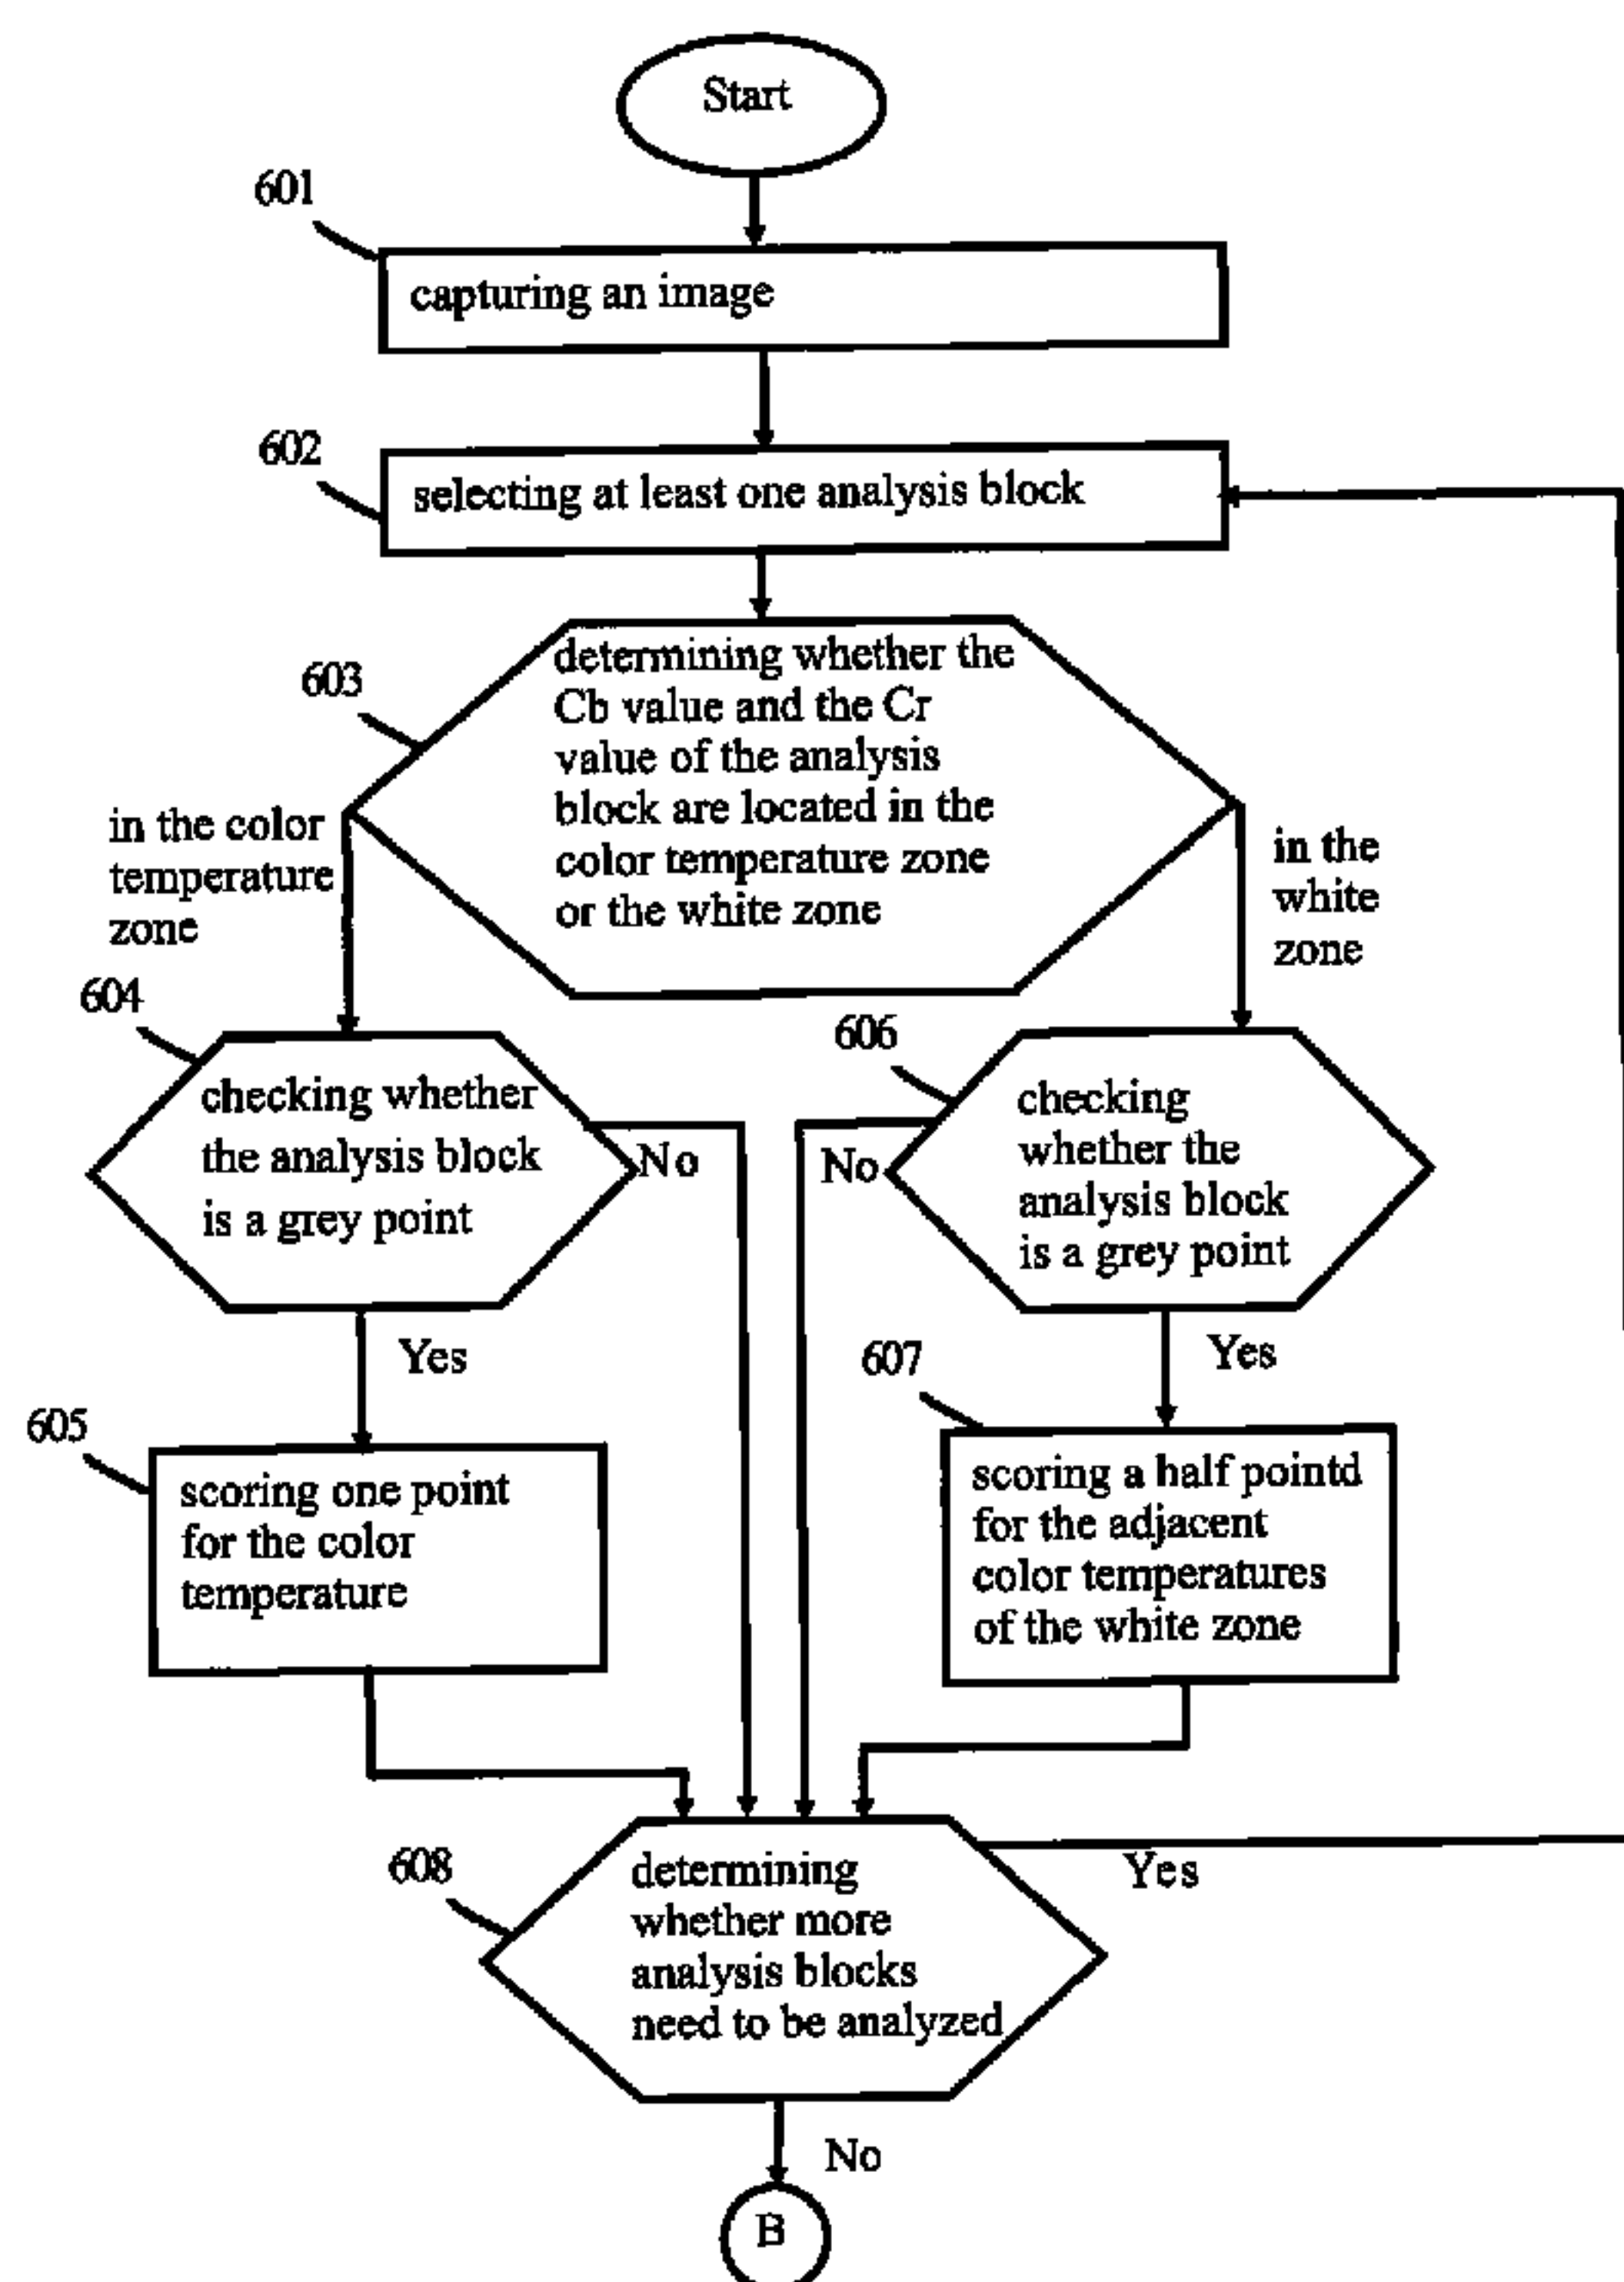 Start
601
capturing an image
602
selecting at least one analysis block
603
determining whether the
Cb value and the Cr
value of the analysis
block are located in the
color temperature zone
or the white zone
in the color
temperature
zone
in the
white
zone
604
checking whether
the analysis block
is a grey point
No
606
checking
whether the
analysis block
is a grey point
No
Yes
Yes
605
scoring one point
for the color
temperature
607
scoring a half pointd
for the adjacent
color temperatures
of the white zone
608
determining
whether more
analysis blocks
need to be analyzed
Yes
No
B